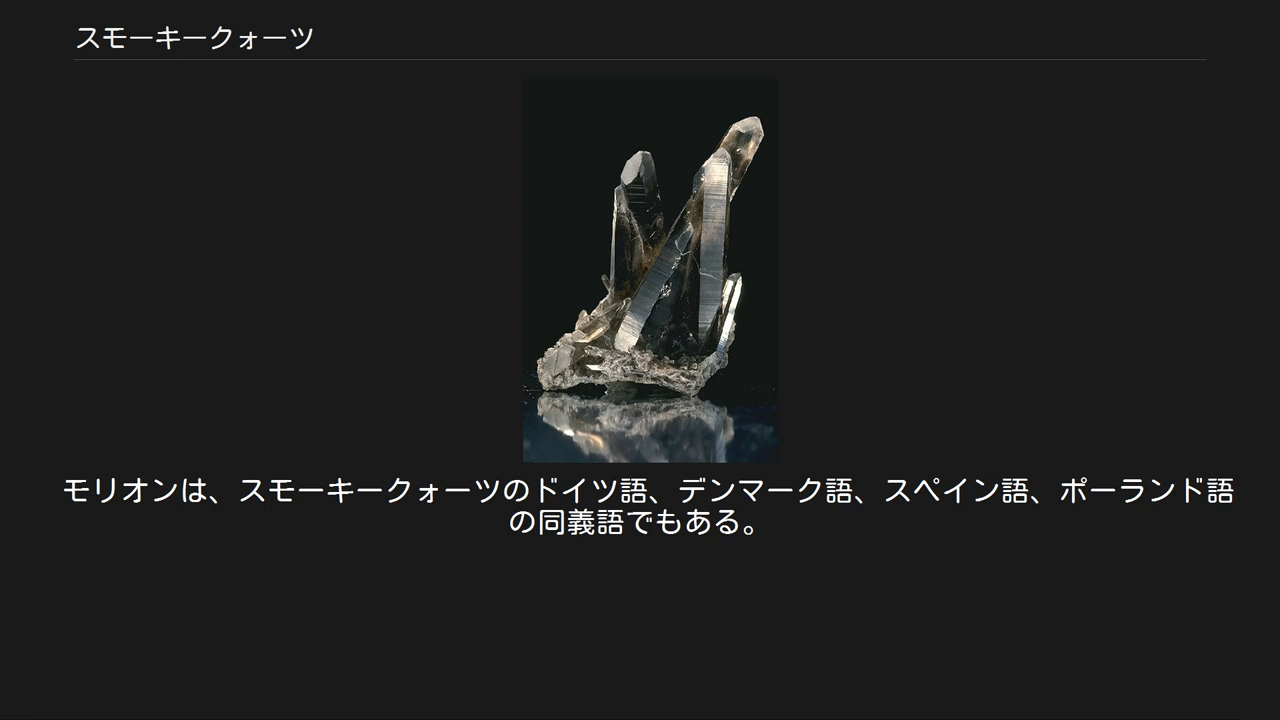 スモーキークォーツ
モリオンは、スモーキークォーツのドイツ語、デンマーク語、スペイン語、ポーランド語
の同義語でもある。